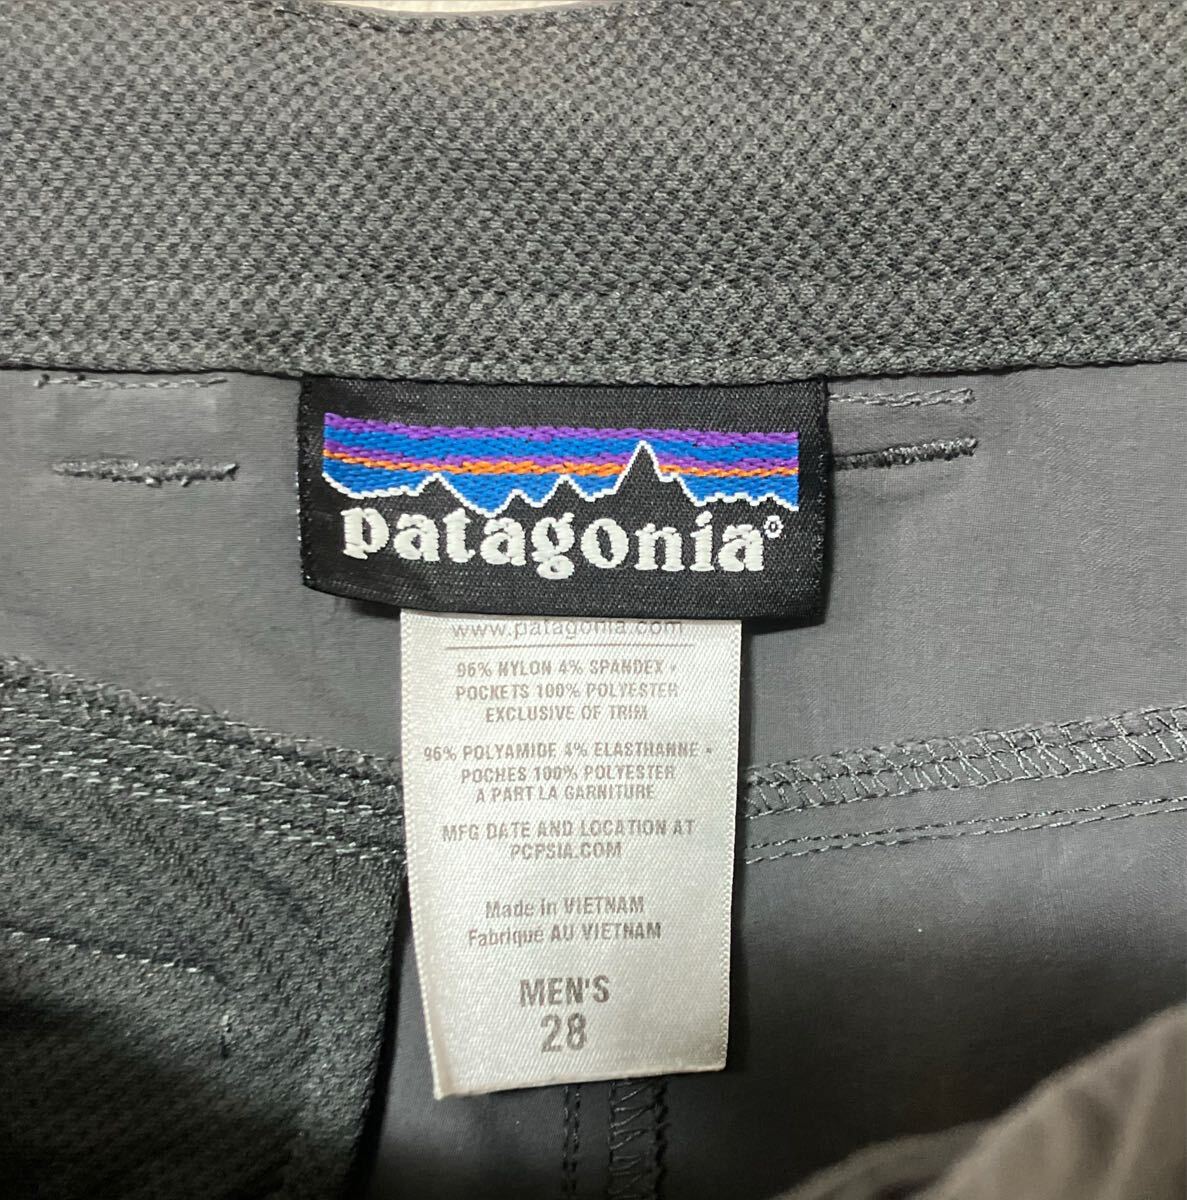 patagonia®
www.patagonia.com
96% NYLON 4% SPANDEX •
POCKETS 100% POLYESTER
EXCLUSIVE OF TRIM
96% POLYAMIDE 4% ELASTHANNE •
POCHES 100% POLYESTER
A PART LA GARNITURE
MFG DATE AND LOCATION AT
PCPSIA.COM
Made in VIETNAM
Fabriqué AU VIETNAM
MEN'S
28